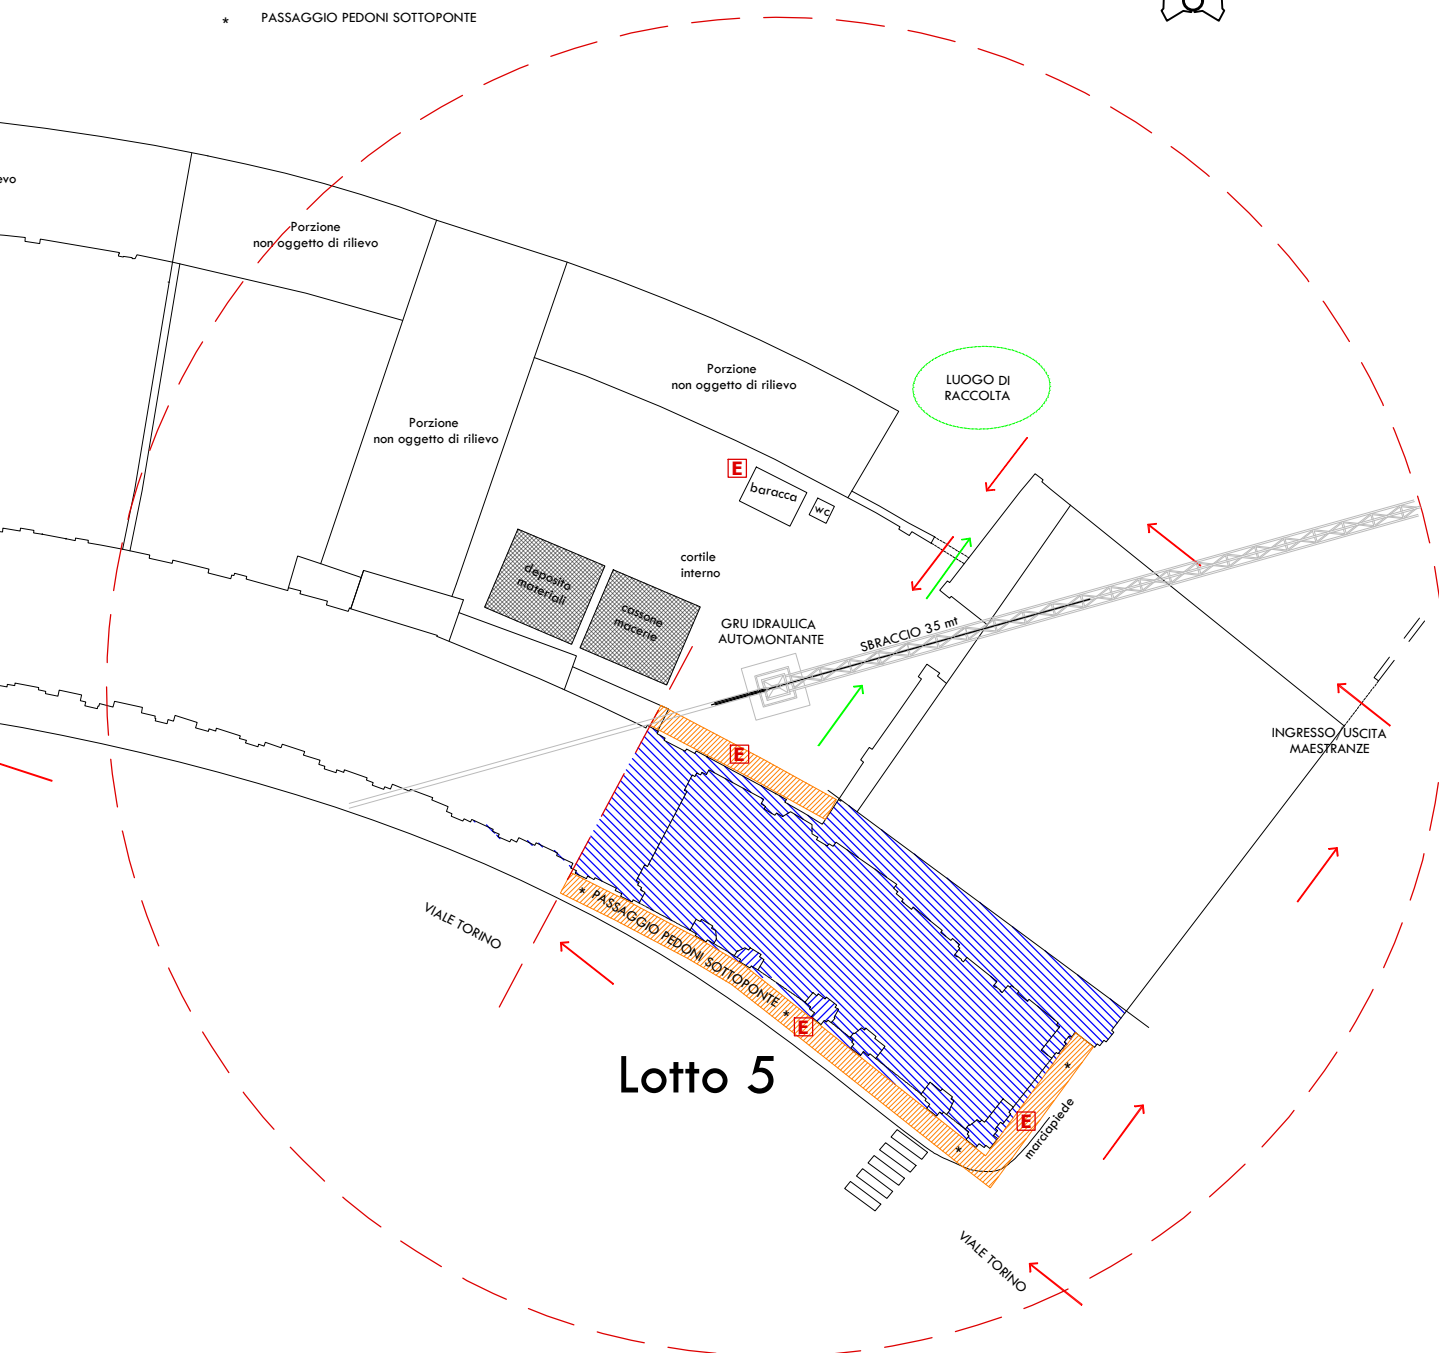 * PASSAGGIO PEDONI SOTTOPONTE
evo
Porzione
non oggetto di rilievo
Porzione
non oggetto di rilievo
LUOGO DI
RACCOLTA
Porzione
non oggetto di rilievo
E
baracca
wc
cortile
interno
deposito
materiali
cassone
macerie
GRU IDRAULICA
AUTOMONTANTE
SBRACCIO 35 mt
INGRESSO/USCITA
MAESTRANZE
E
* PASSAGGIO PEDONI SOTTOPONTE *
VIALE TORINO
E
Lotto 5
*
E
marciapiede
*
VIALE TORINO